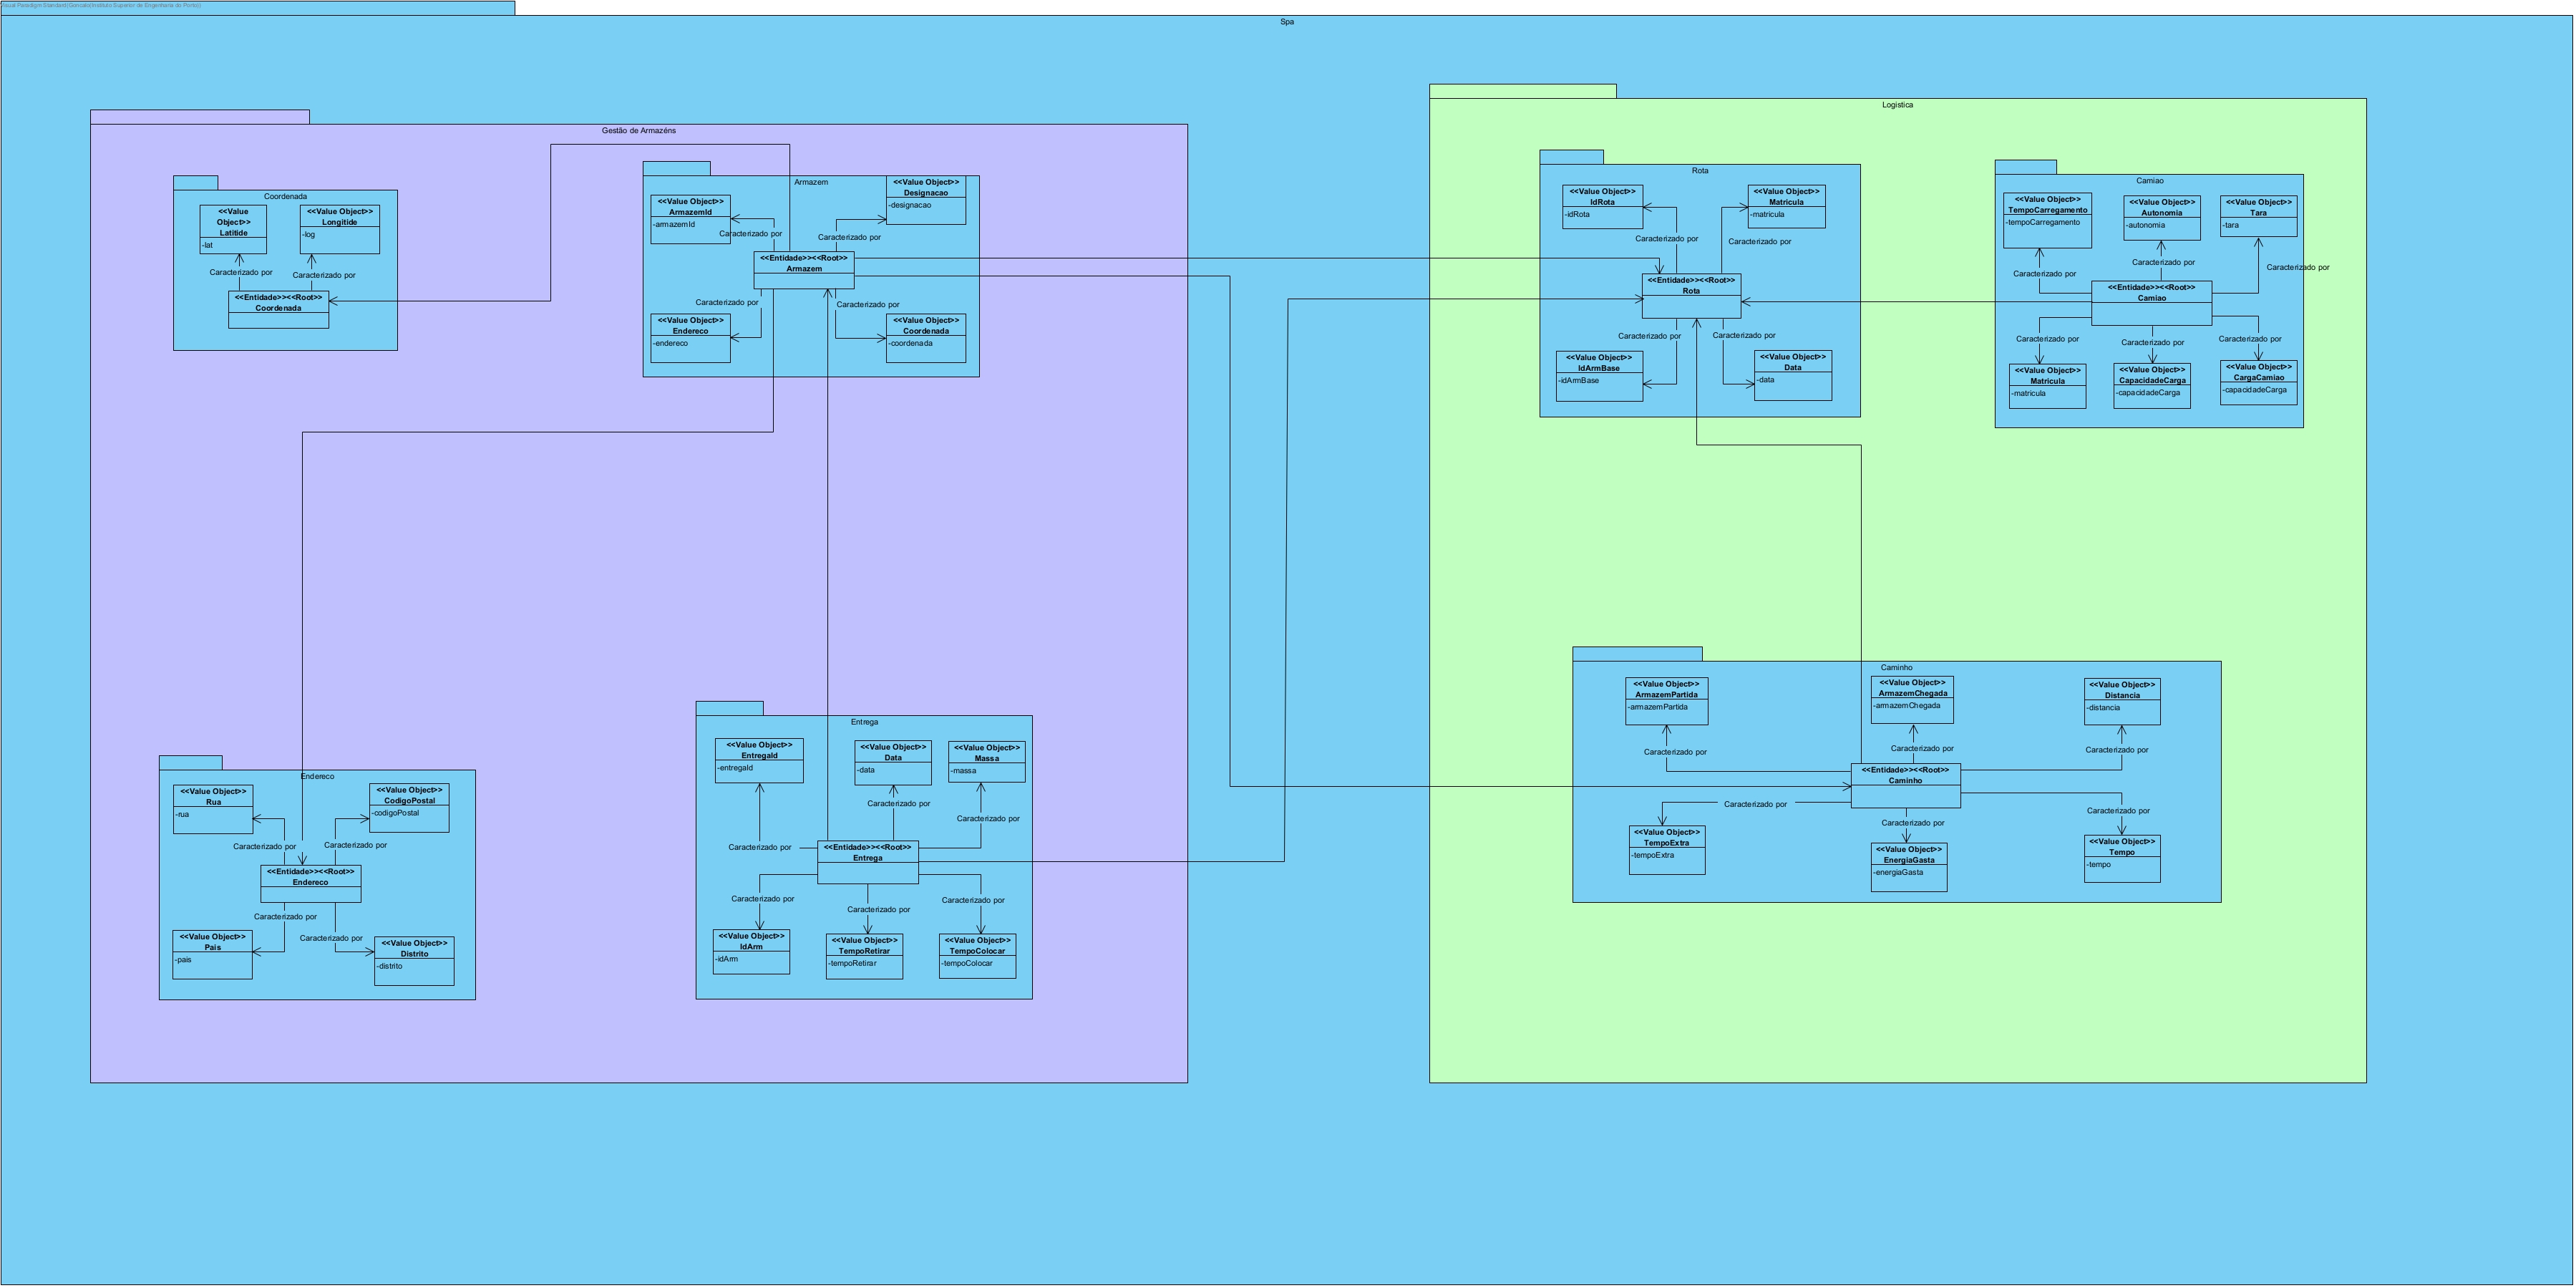 Visual Paradigm Standard(Goncalo(Instituto Superior de Engenharia do Porto))
Spa
Gestão de Armazéns
Coordenada
<<Value
Object>>
Latitide
-lat
<<Value Object>>
Longitide
-log
Caracterizado por
Caracterizado por
<<Entidade>><<Root>>
Coordenada
Armazem
<<Value Object>>
ArmazemId
-armazemId
<<Value Object>>
Designacao
-designacao
Caracterizado por
Caracterizado por
<<Entidade>><<Root>>
Armazem
Caracterizado por
Caracterizado por
<<Value Object>>
Endereco
-endereco
<<Value Object>>
Coordenada
-coordenada
Endereco
<<Value Object>>
Rua
-rua
<<Value Object>>
CodigoPostal
-codigoPostal
Caracterizado por
Caracterizado por
<<Entidade>><<Root>>
Endereco
Caracterizado por
Caracterizado por
<<Value Object>>
Pais
-pais
<<Value Object>>
Distrito
-distrito
Entrega
<<Value Object>>
EntregaId
-entregaId
<<Value Object>>
Data
-data
<<Value Object>>
Massa
-massa
Caracterizado por
Caracterizado por
Caracterizado por
<<Entidade>><<Root>>
Entrega
Caracterizado por
Caracterizado por
Caracterizado por
<<Value Object>>
IdArm
-idArm
<<Value Object>>
TempoRetirar
-tempoRetirar
<<Value Object>>
TempoColocar
-tempoColocar
Logistica
Rota
<<Value Object>>
IdRota
-idRota
<<Value Object>>
Matricula
-matricula
Caracterizado por
Caracterizado por
<<Entidade>><<Root>>
Rota
Caracterizado por
Caracterizado por
<<Value Object>>
IdArmBase
-idArmBase
<<Value Object>>
Data
-data
Camiao
<<Value Object>>
TempoCarregamento
-tempoCarregamento
<<Value Object>>
Autonomia
-autonomia
<<Value Object>>
Tara
-tara
Caracterizado por
Caracterizado por
Caracterizado por
<<Entidade>><<Root>>
Camiao
Caracterizado por
Caracterizado por
Caracterizado por
<<Value Object>>
Matricula
-matricula
<<Value Object>>
CapacidadeCarga
-capacidadeCarga
<<Value Object>>
CargaCamiao
-capacidadeCarga
Caminho
<<Value Object>>
ArmazemPartida
-armazemPartida
<<Value Object>>
ArmazemChegada
-armazemChegada
<<Value Object>>
Distancia
-distancia
Caracterizado por
Caracterizado por
Caracterizado por
<<Entidade>><<Root>>
Caminho
Caracterizado por
Caracterizado por
Caracterizado por
<<Value Object>>
TempoExtra
-tempoExtra
<<Value Object>>
EnergiaGasta
-energiaGasta
<<Value Object>>
Tempo
-tempo